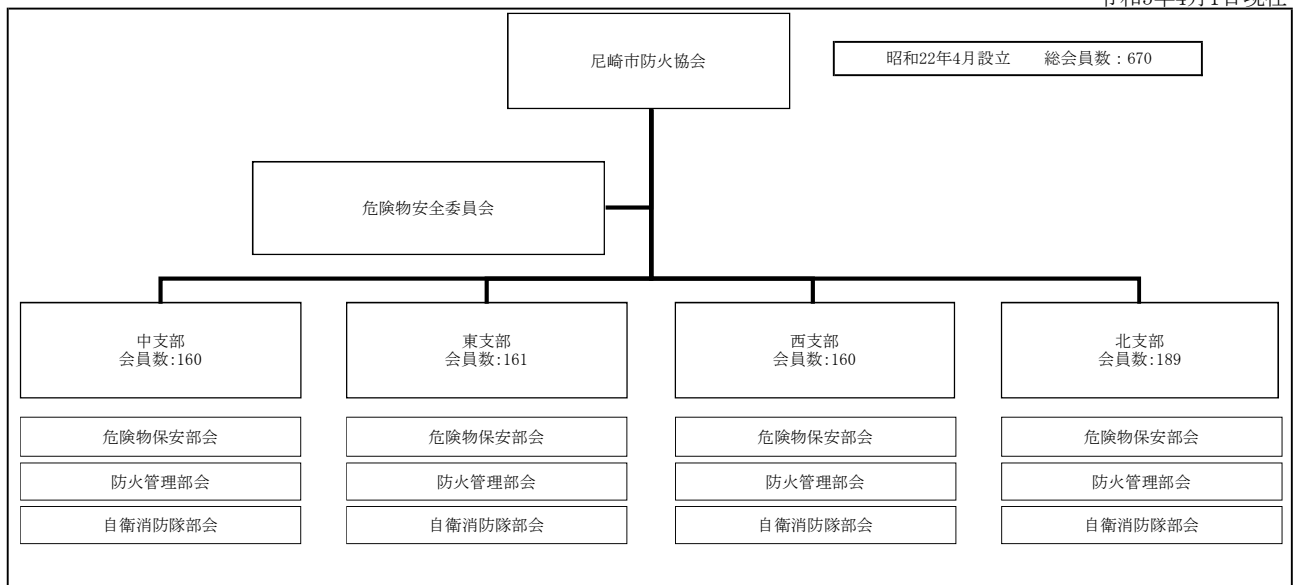 尼崎市防火協会
昭和22年4月設立　総会員数：670
危険物安全委員会
中支部
会員数:160
東支部
会員数:161
西支部
会員数:160
北支部
会員数:189
危険物保安部会
危険物保安部会
危険物保安部会
危険物保安部会
防火管理部会
防火管理部会
防火管理部会
防火管理部会
自衛消防隊部会
自衛消防隊部会
自衛消防隊部会
自衛消防隊部会